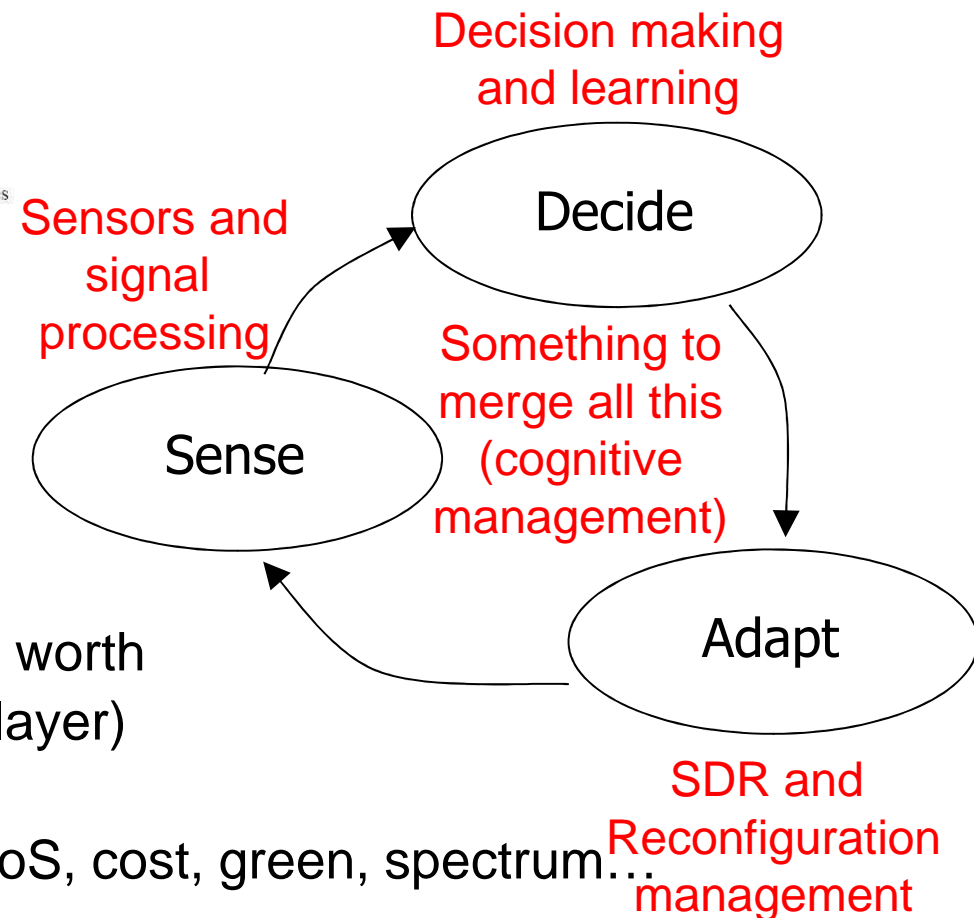 Decision making
and learning
Decide
Sensors and
signal
processing
Something to
merge all this
(cognitive
management)
Sense
Adapt
worth
layer)
SDR and
Reconfiguration
management
oS, cost, green, spectrum…